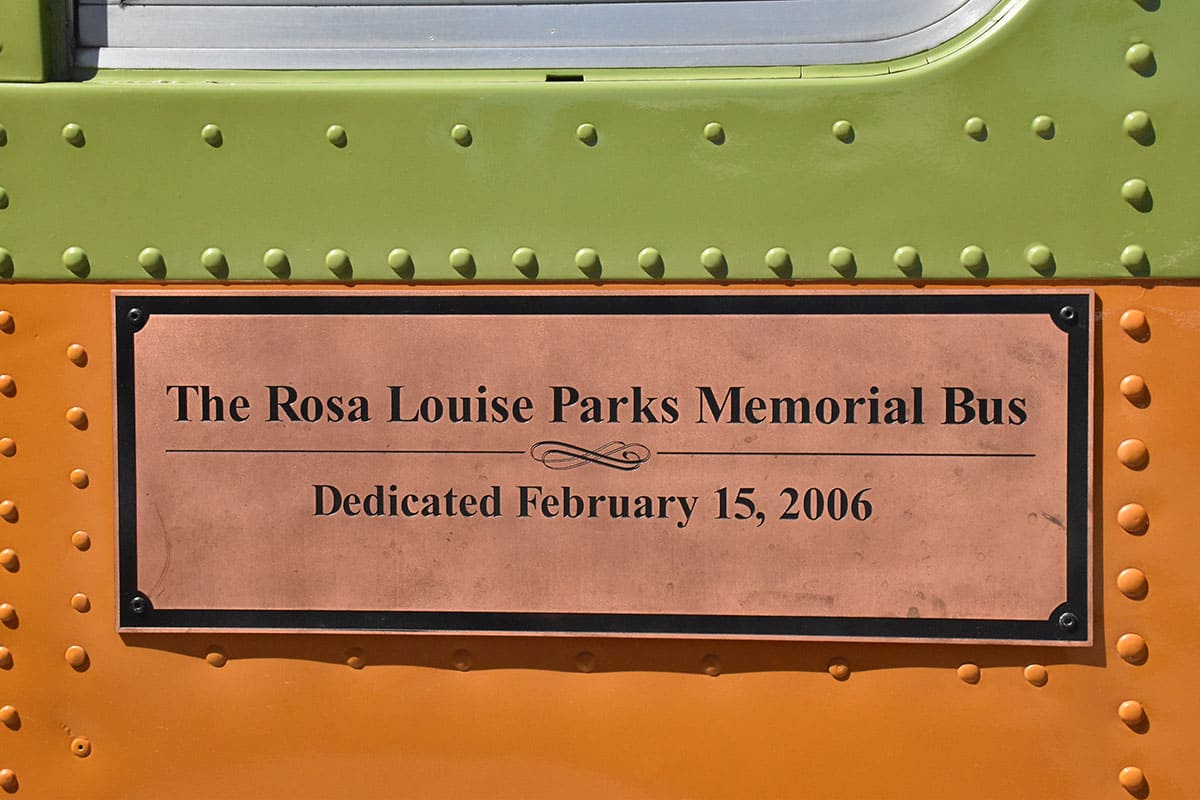 The Rosa Louise Parks Memorial Bus
Dedicated February 15, 2006